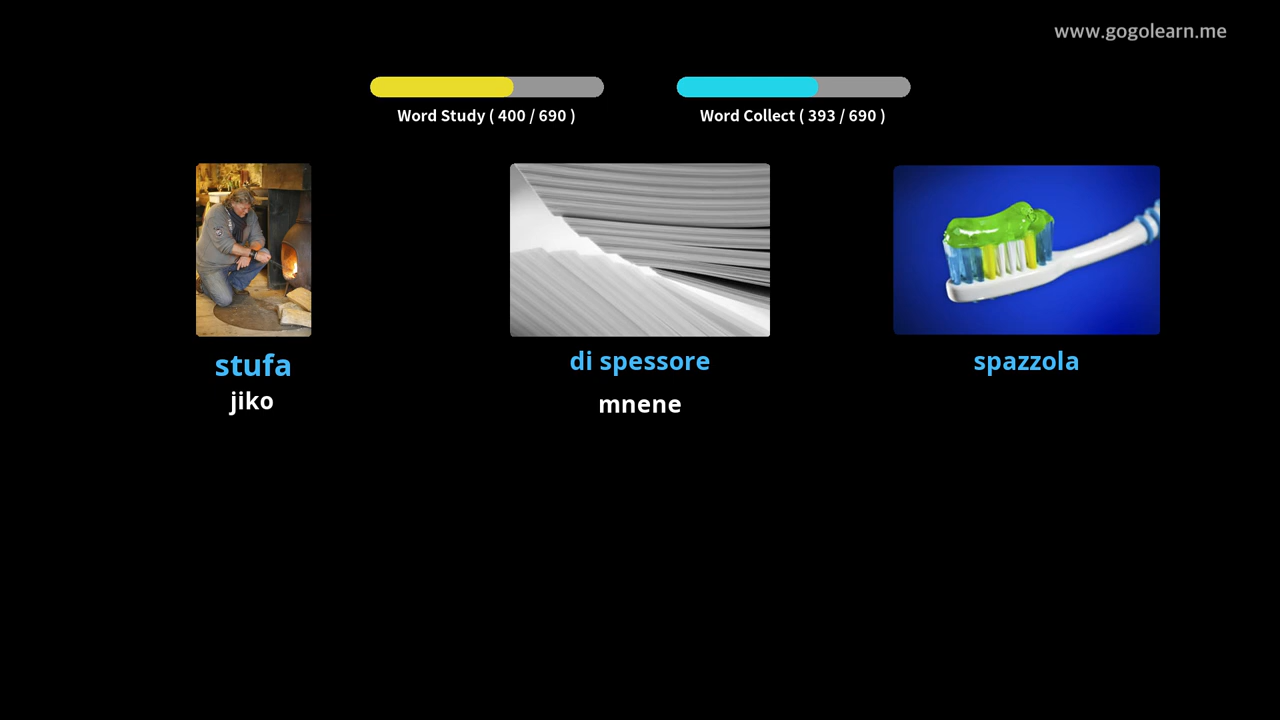 www.gogolearn.me
Word Study ( 400 / 690 )
Word Collect ( 393 / 690 )
stufa
jiko
di spessore
mnene
spazzola